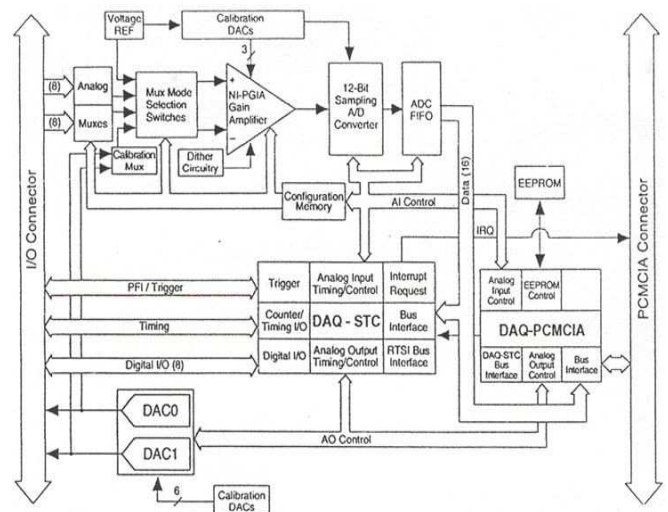 Voltage
REF
Calibration
DACs
3
(8)
Analog
(8)
Muxes
Mux Mode
Selection
Switches
+
NI-PGIA
Gain
Amplifier
−
12-Bit
Sampling
A/D
Converter
ADC
FIFO
Calibration
Mux
Dither
Circuitry
Configuration
Memory
AI Control
Data (16)
EEPROM
IRQ
I/O Connector
PCMCIA Connector
PFI / Trigger
Timing
Digital I/O (8)
Trigger
Analog Input
Timing/Control
Interrupt
Request
Counter/
Timing I/O
DAQ - STC
Bus
Interface
Digital I/O
Analog Output
Timing/Control
RTSI Bus
Interface
Analog
Input
Control
EEPROM
Control
DAQ-PCMCIA
DAQ-STC
Bus
Interface
Analog
Output
Control
Bus
Interface
DAC0
DAC1
AO Control
6
Calibration
DACs